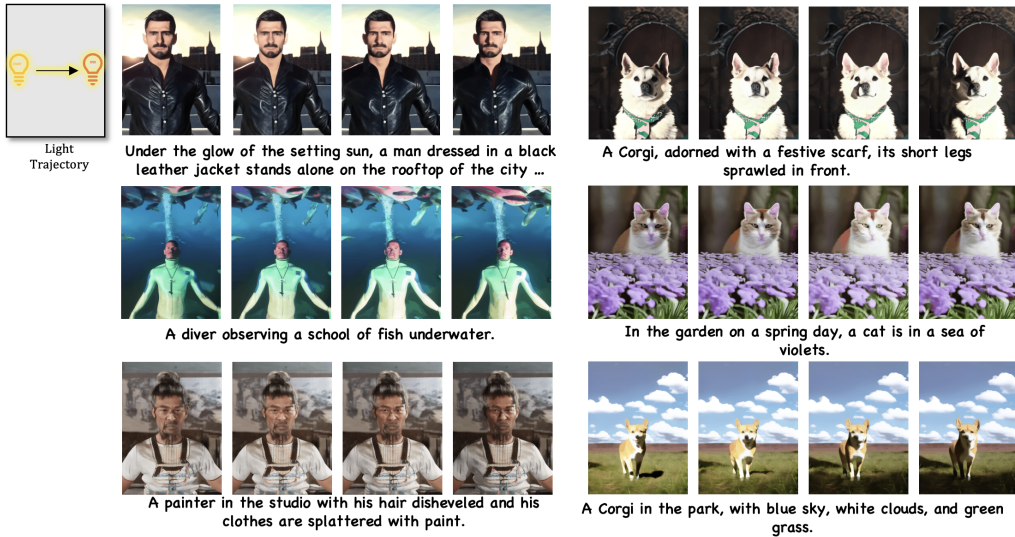 Light
Trajectory
Under the glow of the setting sun, a man dressed in a black
leather jacket stands alone on the rooftop of the city ...
A Corgi, adorned with a festive scarf, its short legs
sprawled in front.
A diver observing a school of fish underwater.
In the garden on a spring day, a cat is in a sea of
violets.
A painter in the studio with his hair disheveled and his
clothes are splattered with paint.
A Corgi in the park, with blue sky, white clouds, and green
grass.